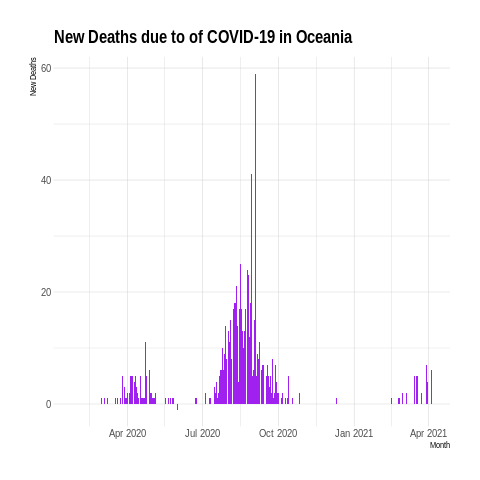 New Deaths due to of COVID-19 in Oceania
New Deaths
60
40
20
0
Apr 2020 Jul 2020 Oct 2020 Jan 2021 Apr 2021
Month